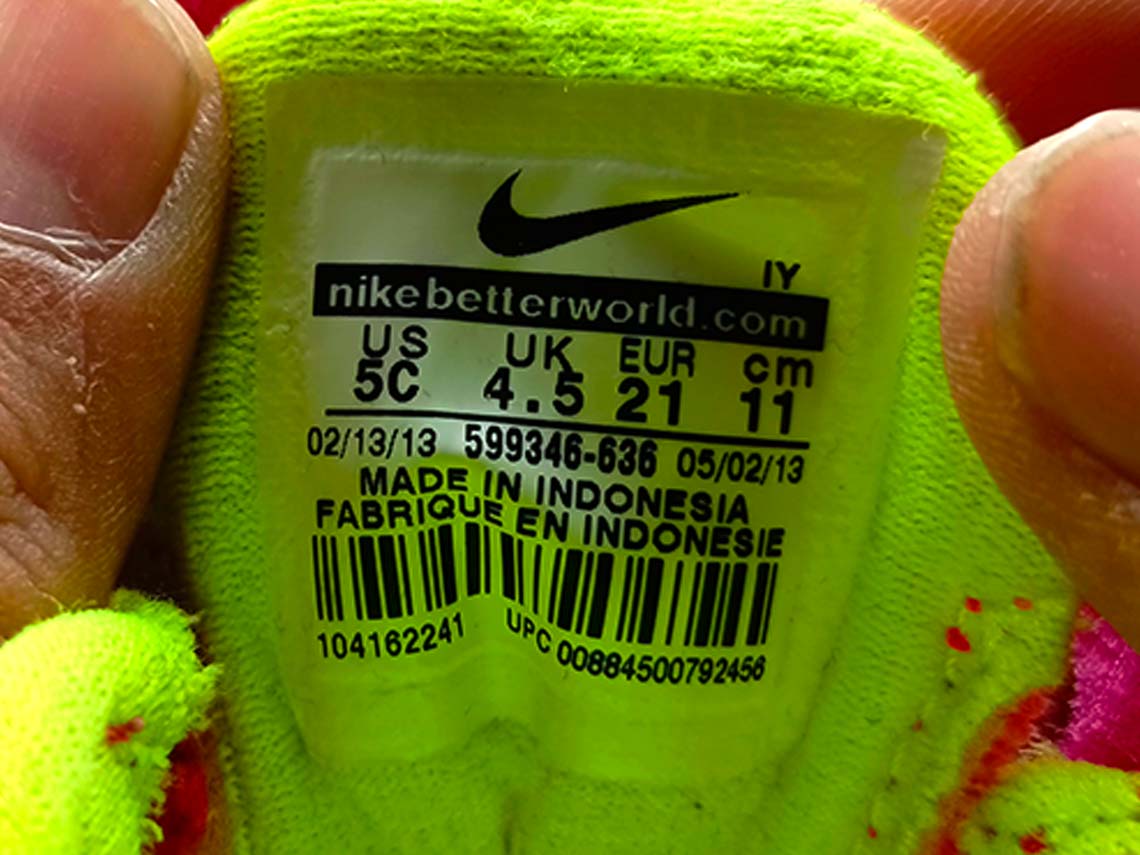 IY
nikebetterworld.com
US UK EUR cm
5C 4.5 21 11
02/13/13 599346-636 05/02/13
MADE IN INDONESIA
FABRIQUE EN INDONESIE
104162241 UPC 00884500792456